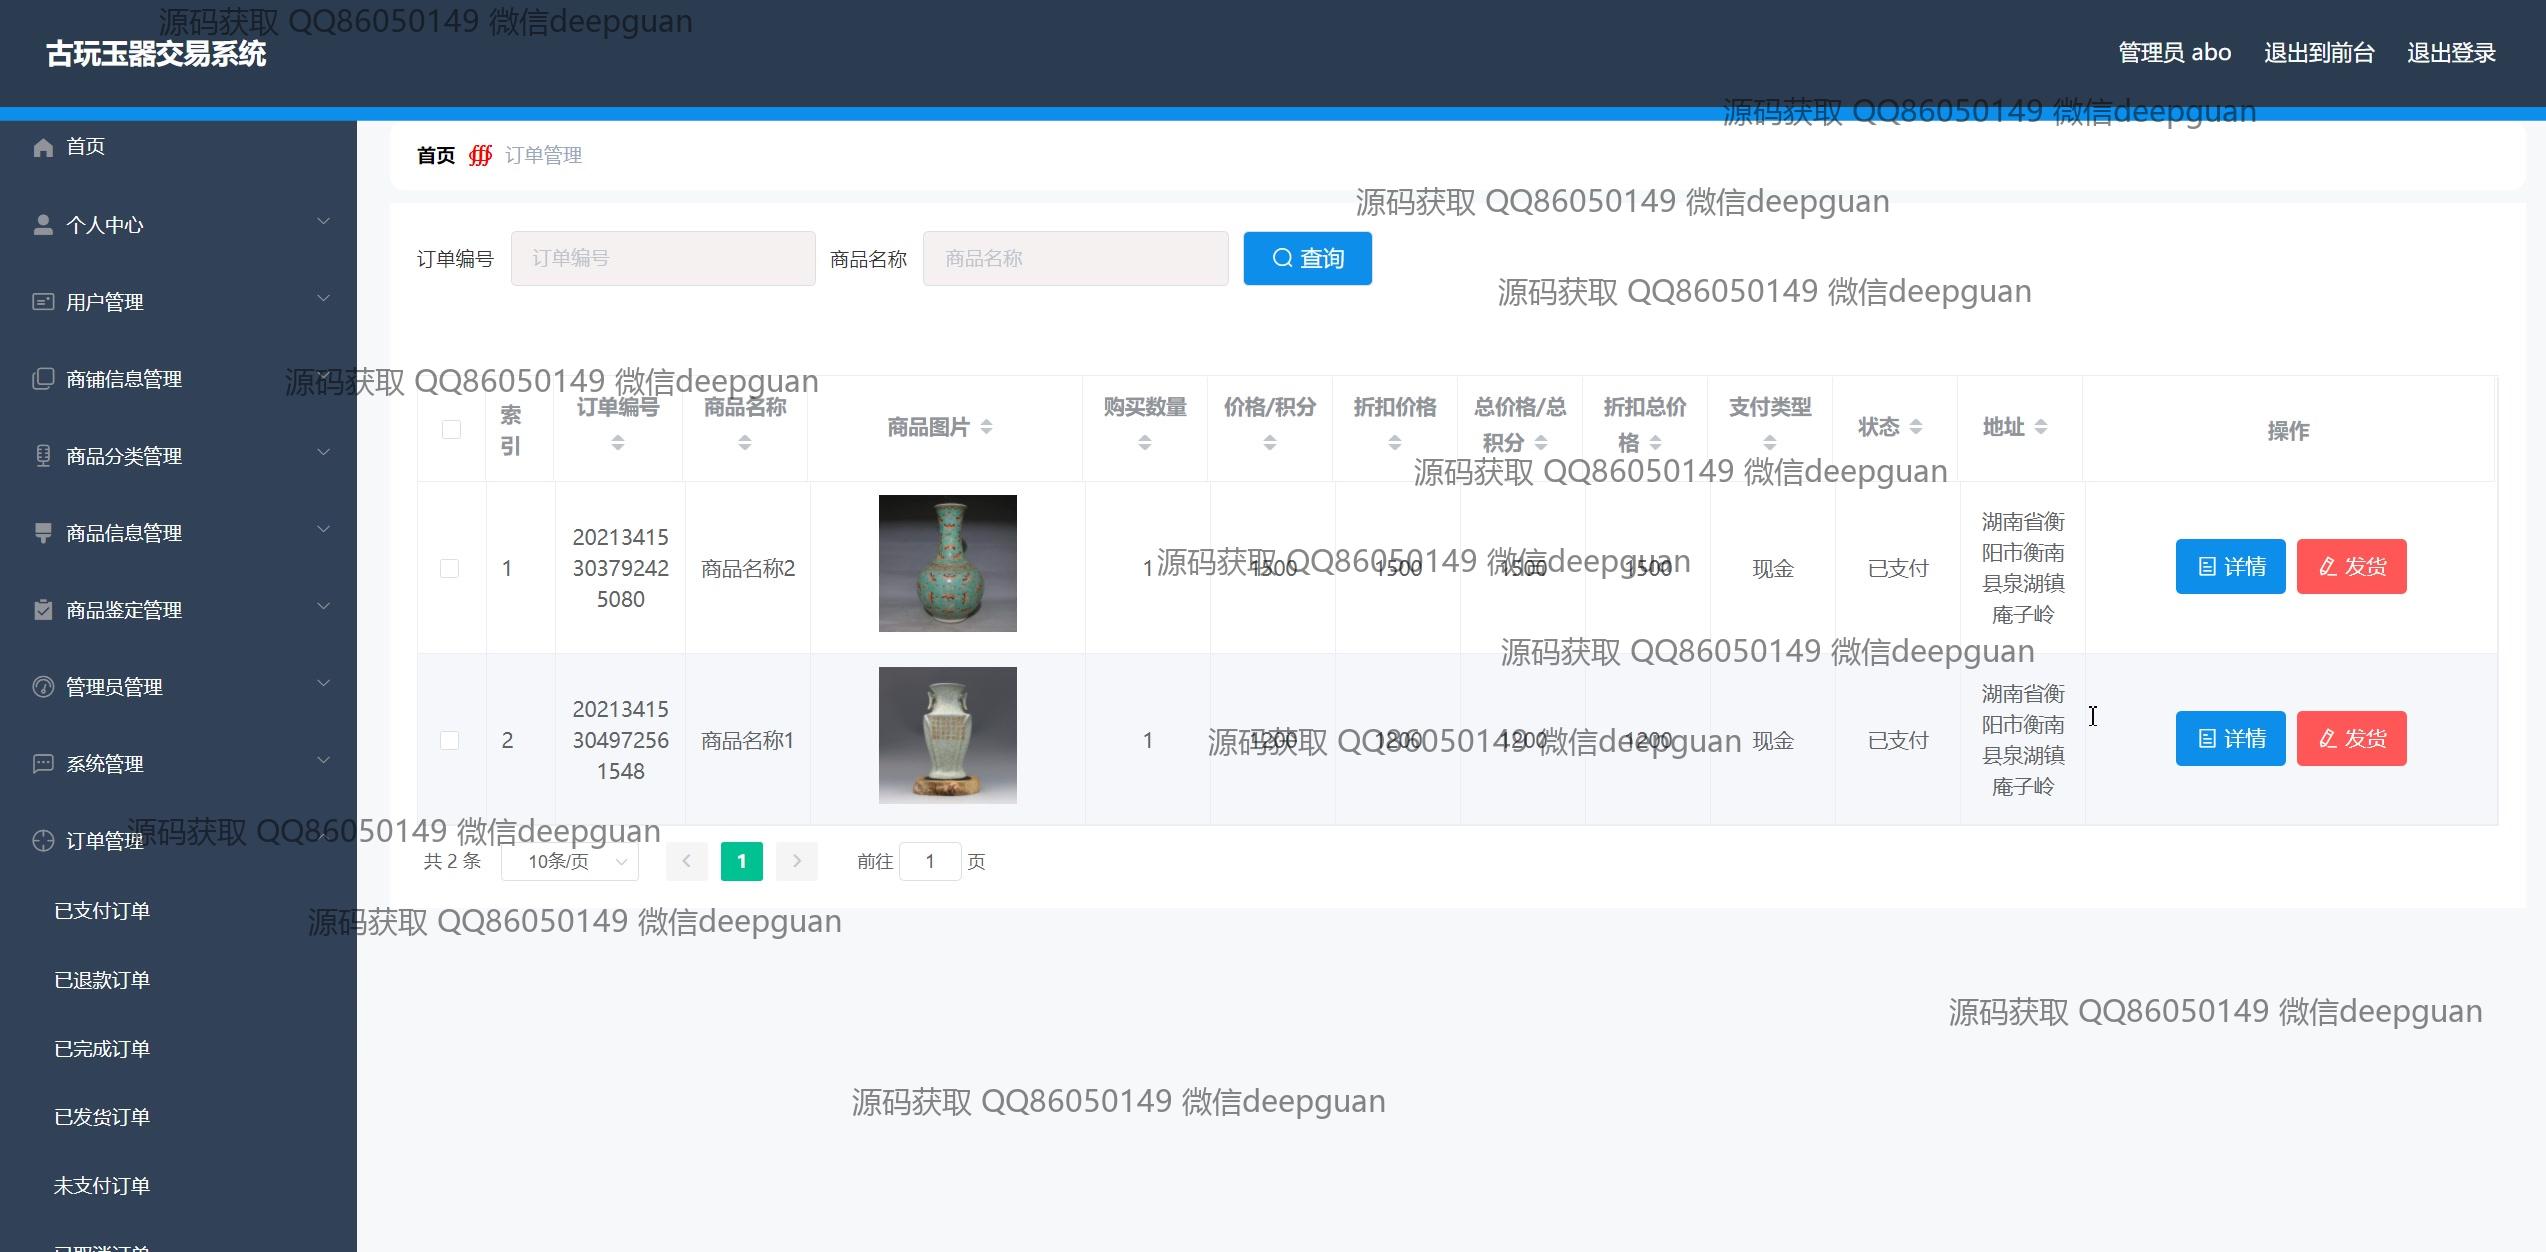 源码获取 QQ86050149 微信deepguan
古玩玉器交易系统
管理员 abo 退出到前台 退出登录
源码获取 QQ86050149 微信deepguan
首页
首页 订单管理
源码获取 QQ86050149 微信deepguan
个人中心
订单编号 订单编号 商品名称 商品名称 查询
源码获取 QQ86050149 微信deepguan
用户管理
商铺信息管理
源码获取 QQ86050149 微信deepguan
索引 订单编号 商品名称 商品图片 购买数量 价格/积分 折扣价格 总价格/总积分 折扣总价格 支付类型 状态 地址 操作
商品分类管理
源码获取 QQ86050149 微信deepguan
商品信息管理
1
20213415
30379242
5080
商品名称2 1 1500 1500 1500 1500 现金 已支付
湖南省衡
阳市衡南
县泉湖镇
庵子岭
详情 发货
源码获取 QQ86050149 微信deepguan
商品鉴定管理
源码获取 QQ86050149 微信deepguan
管理员管理
2
20213415
30497256
1548
商品名称1 1 1200 1200 1200 1200 现金 已支付
湖南省衡
阳市衡南
县泉湖镇
庵子岭
详情 发货
源码获取 QQ86050149 微信deepguan
系统管理
订单管理
源码获取 QQ86050149 微信deepguan
共 2 条 10条/页 1 前往 1 页
已支付订单
源码获取 QQ86050149 微信deepguan
已退款订单
源码获取 QQ86050149 微信deepguan
已完成订单
源码获取 QQ86050149 微信deepguan
已发货订单
未支付订单